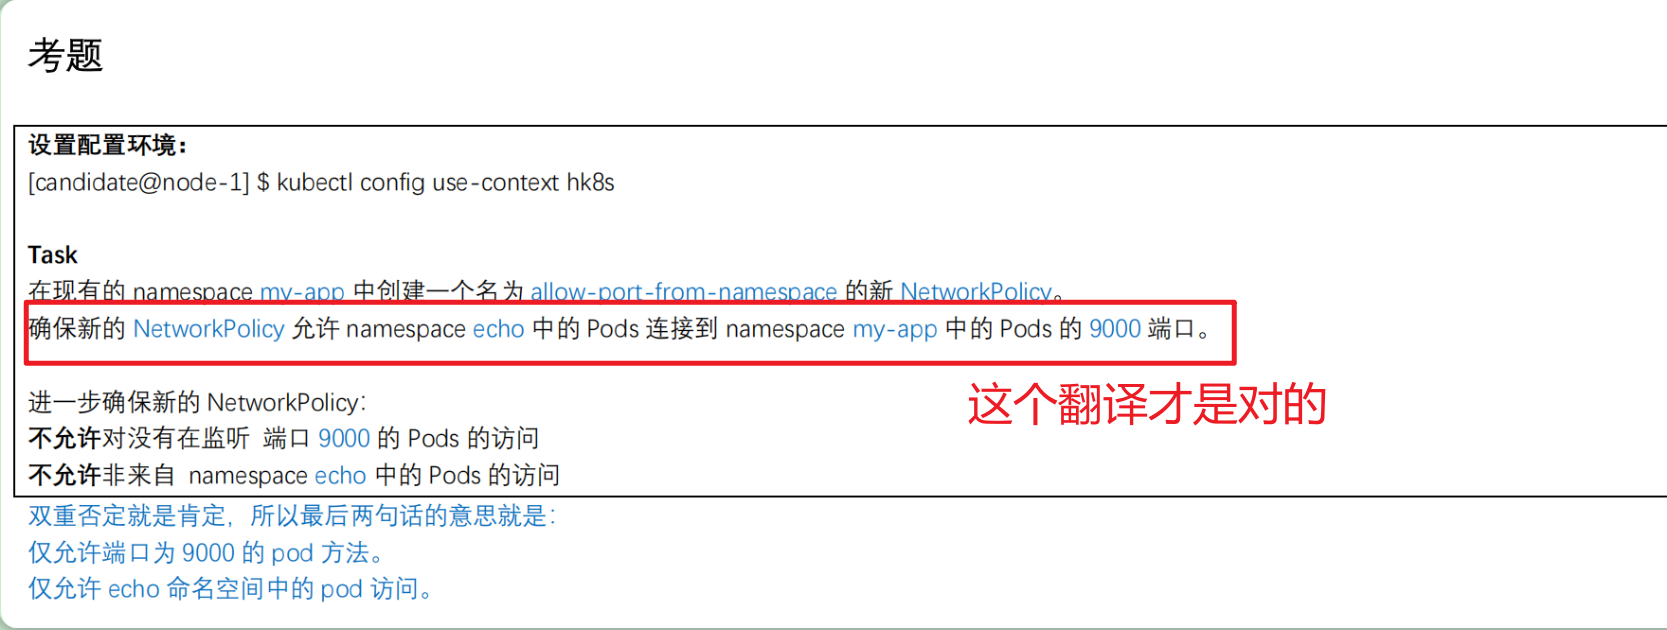 考题
设置配置环境：
[candidate@node-1] $ kubectl config use-context hk8s
Task
在现有的 namespace my-app 中创建一个名为 allow-port-from-namespace 的新 NetworkPolicy。
确保新的 NetworkPolicy 允许 namespace echo 中的 Pods 连接到 namespace my-app 中的 Pods 的 9000 端口。
这个翻译才是对的
进一步确保新的 NetworkPolicy：
不允许对没有在监听 端口 9000 的 Pods 的访问
不允许非来自 namespace echo 中的 Pods 的访问
双重否定就是肯定，所以最后两句话的意思就是：
仅允许端口为 9000 的 pod 方法。
仅允许 echo 命名空间中的 pod 访问。